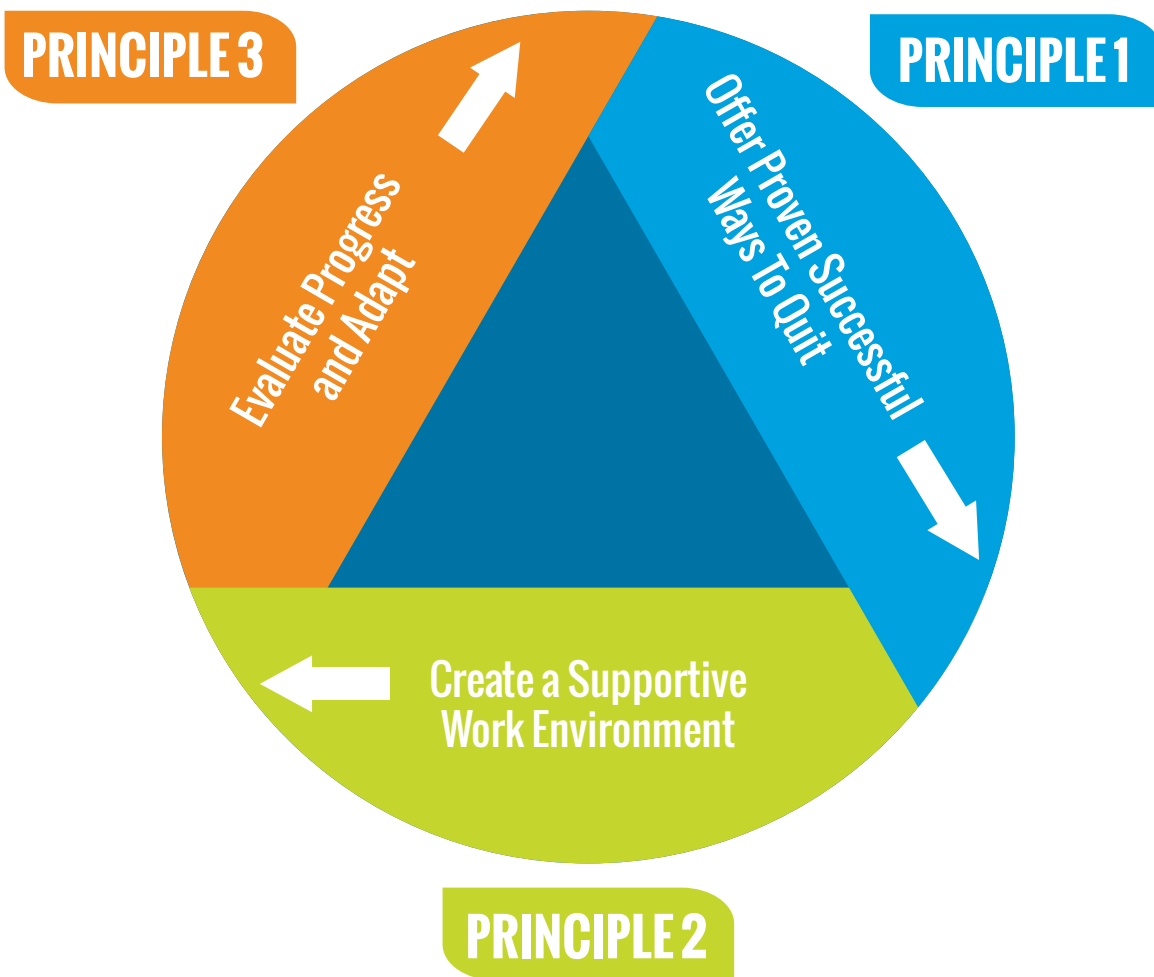 PRINCIPLE 3
PRINCIPLE 1
Offer Proven Successful
Ways To Quit
Evaluate Progress
and Adapt
Create a Supportive
Work Environment
PRINCIPLE 2